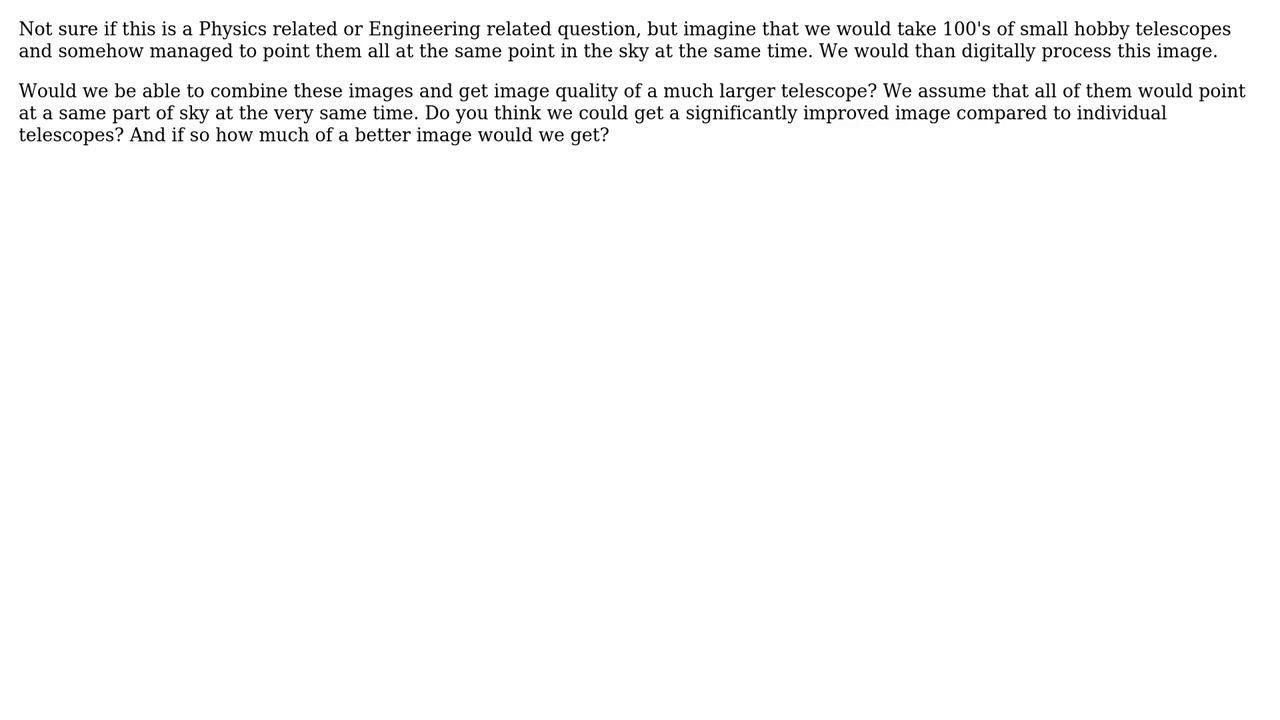 Not sure if this is a Physics related or Engineering related question, but imagine that we would take 100's of small hobby telescopes
and somehow managed to point them all at the same point in the sky at the same time. We would than digitally process this image.
Would we be able to combine these images and get image quality of a much larger telescope? We assume that all of them would point
at a same part of sky at the very same time. Do you think we could get a significantly improved image compared to individual
telescopes? And if so how much of a better image would we get?